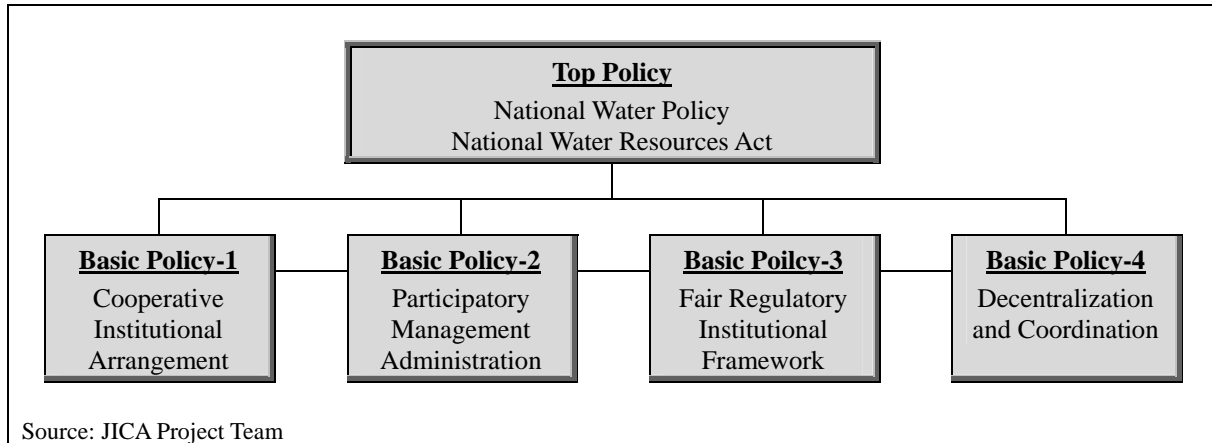 Top Policy
National Water Policy
National Water Resources Act
Basic Policy-1
Cooperative
Institutional
Arrangement
Basic Policy-2
Participatory
Management
Administration
Basic Poilcy-3
Fair Regulatory
Institutional
Framework
Basic Policy-4
Decentralization
and Coordination
Source: JICA Project Team